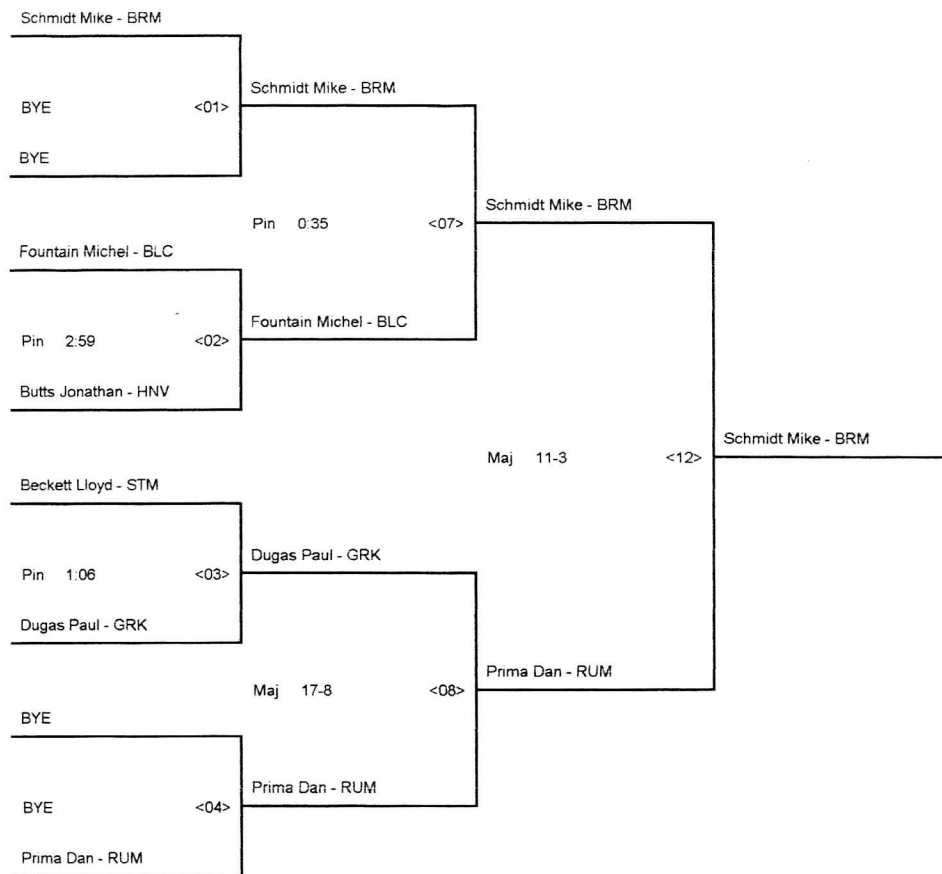 Schmidt Mike - BRM
BYE <01>
BYE
Schmidt Mike - BRM
Pin 0:35 <07>
Schmidt Mike - BRM
Fountain Michel - BLC
Pin 2:59 <02>
Butts Jonathan - HNV
Fountain Michel - BLC
Maj 11-3 <12>
Schmidt Mike - BRM
Beckett Lloyd - STM
Pin 1:06 <03>
Dugas Paul - GRK
Dugas Paul - GRK
Maj 17-8 <08>
Prima Dan - RUM
BYE
BYE <04>
Prima Dan - RUM
Prima Dan - RUM